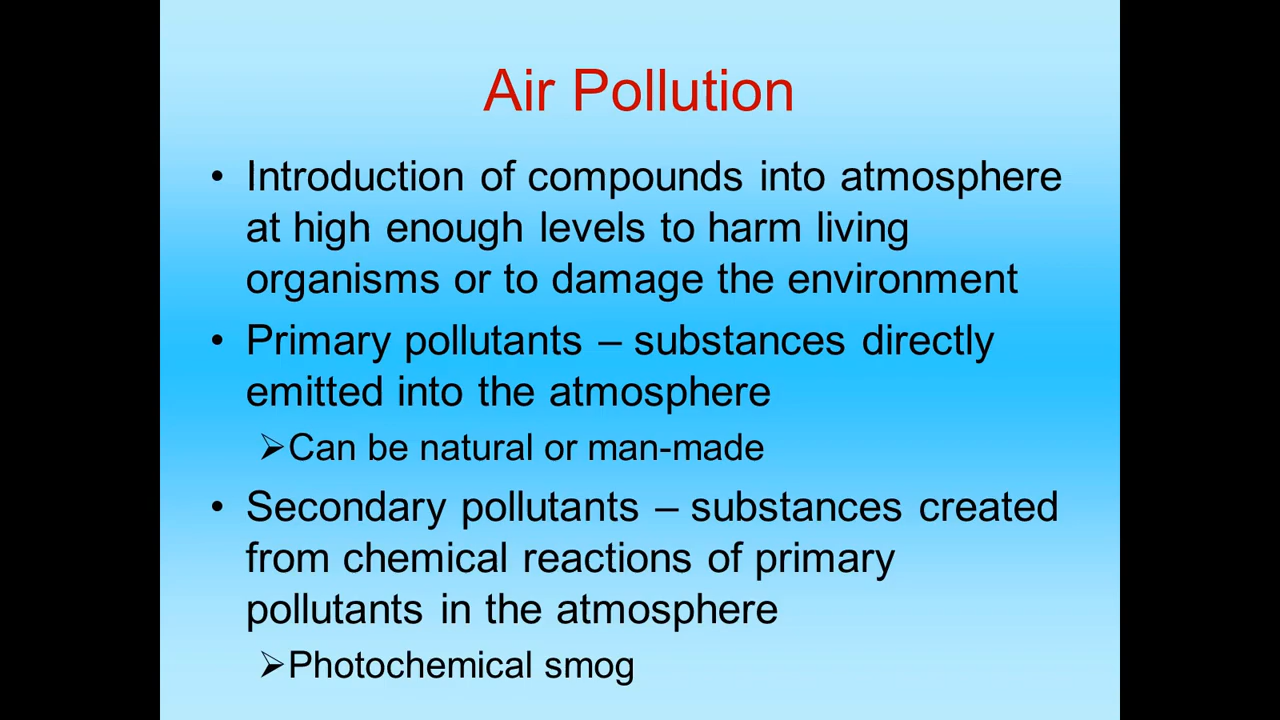 Air Pollution
• Introduction of compounds into atmosphere
at high enough levels to harm living
organisms or to damage the environment
• Primary pollutants – substances directly
emitted into the atmosphere
➢Can be natural or man-made
• Secondary pollutants – substances created
from chemical reactions of primary
pollutants in the atmosphere
➢Photochemical smog